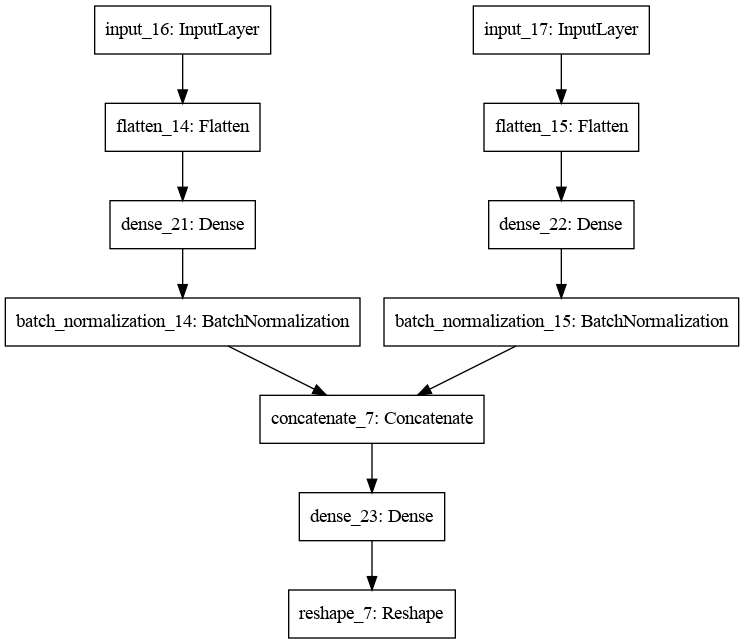 input_16: InputLayer
input_17: InputLayer
flatten_14: Flatten
flatten_15: Flatten
dense_21: Dense
dense_22: Dense
batch_normalization_14: BatchNormalization
batch_normalization_15: BatchNormalization
concatenate_7: Concatenate
dense_23: Dense
reshape_7: Reshape